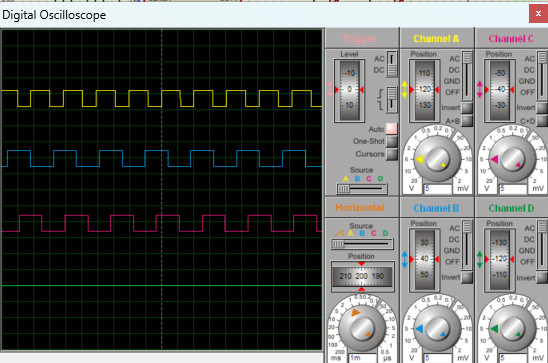 Digital Oscilloscope
x
Trigger
Level
-10
0
10
AC
DC
Auto
One-Shot
Cursors
Source
A B C D
Channel A
Position
110
120
130
AC
DC
GND
OFF
Invert
A+B
V
5
mV
Channel C
Position
-50
-40
-30
AC
DC
GND
OFF
Invert
C+D
V
5
mV
Horizontal
Source
A B C D
Position
210 200 190
ms
1m
µs
Channel B
Position
30
40
50
AC
DC
GND
OFF
Invert
V
5
mV
Channel D
Position
-130
-120
-110
AC
DC
GND
OFF
Invert
V
5
mV